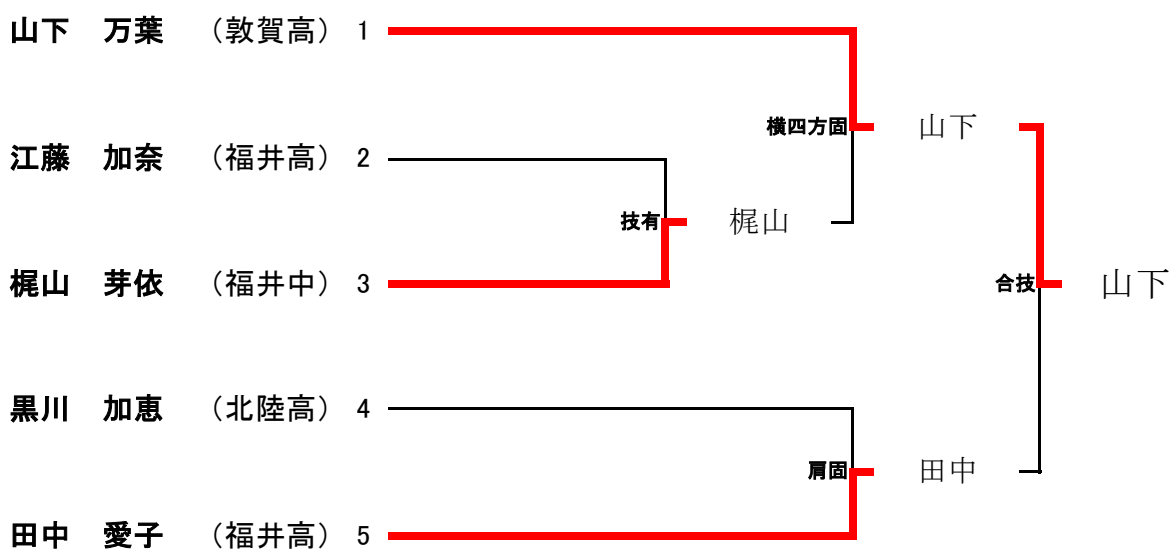 山下　万葉　（敦賀高）　1
横四方固　山下
江藤　加奈　（福井高）　2
技有　梶山
梶山　芽依　（福井中）　3
合技　山下
黒川　加恵　（北陸高）　4
肩固　田中
田中　愛子　（福井高）　5